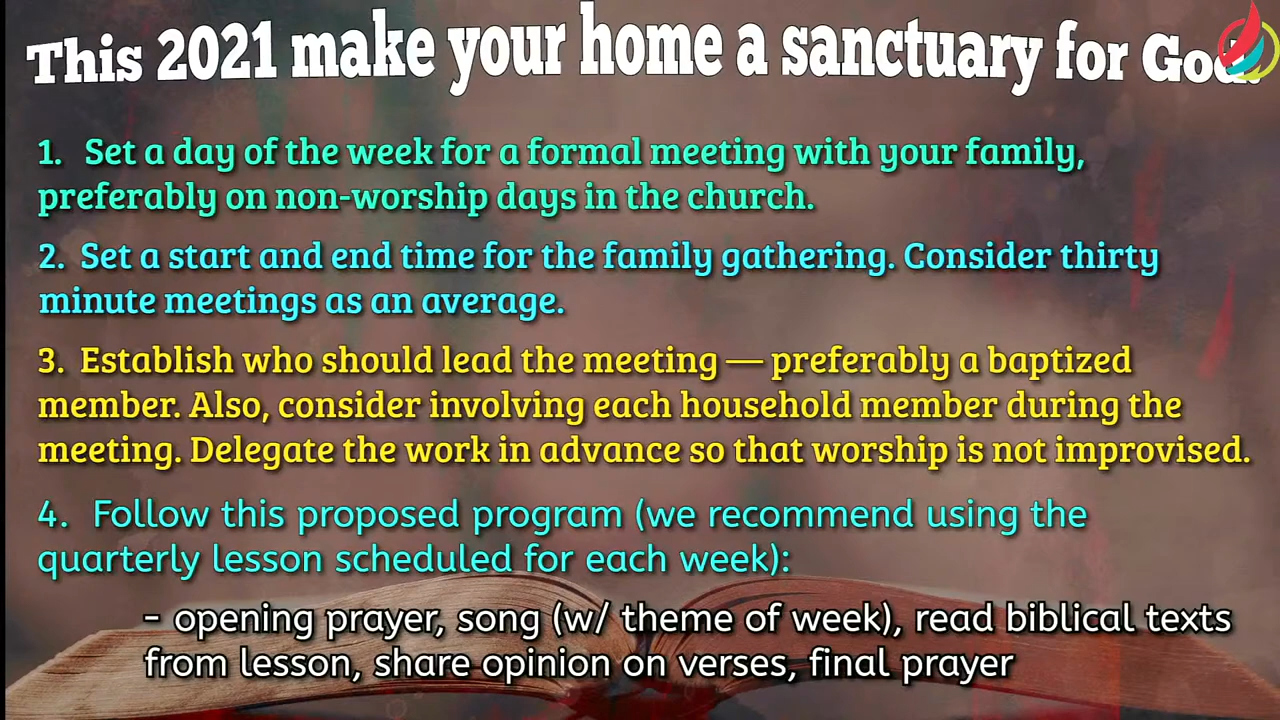 This 2021 make your home a sanctuary for God.
1. Set a day of the week for a formal meeting with your family,
preferably on non-worship days in the church.
2. Set a start and end time for the family gathering. Consider thirty
minute meetings as an average.
3. Establish who should lead the meeting — preferably a baptized
member. Also, consider involving each household member during the
meeting. Delegate the work in advance so that worship is not improvised.
4. Follow this proposed program (we recommend using the
quarterly lesson scheduled for each week):
- opening prayer, song (w/ theme of week), read biblical texts
from lesson, share opinion on verses, final prayer